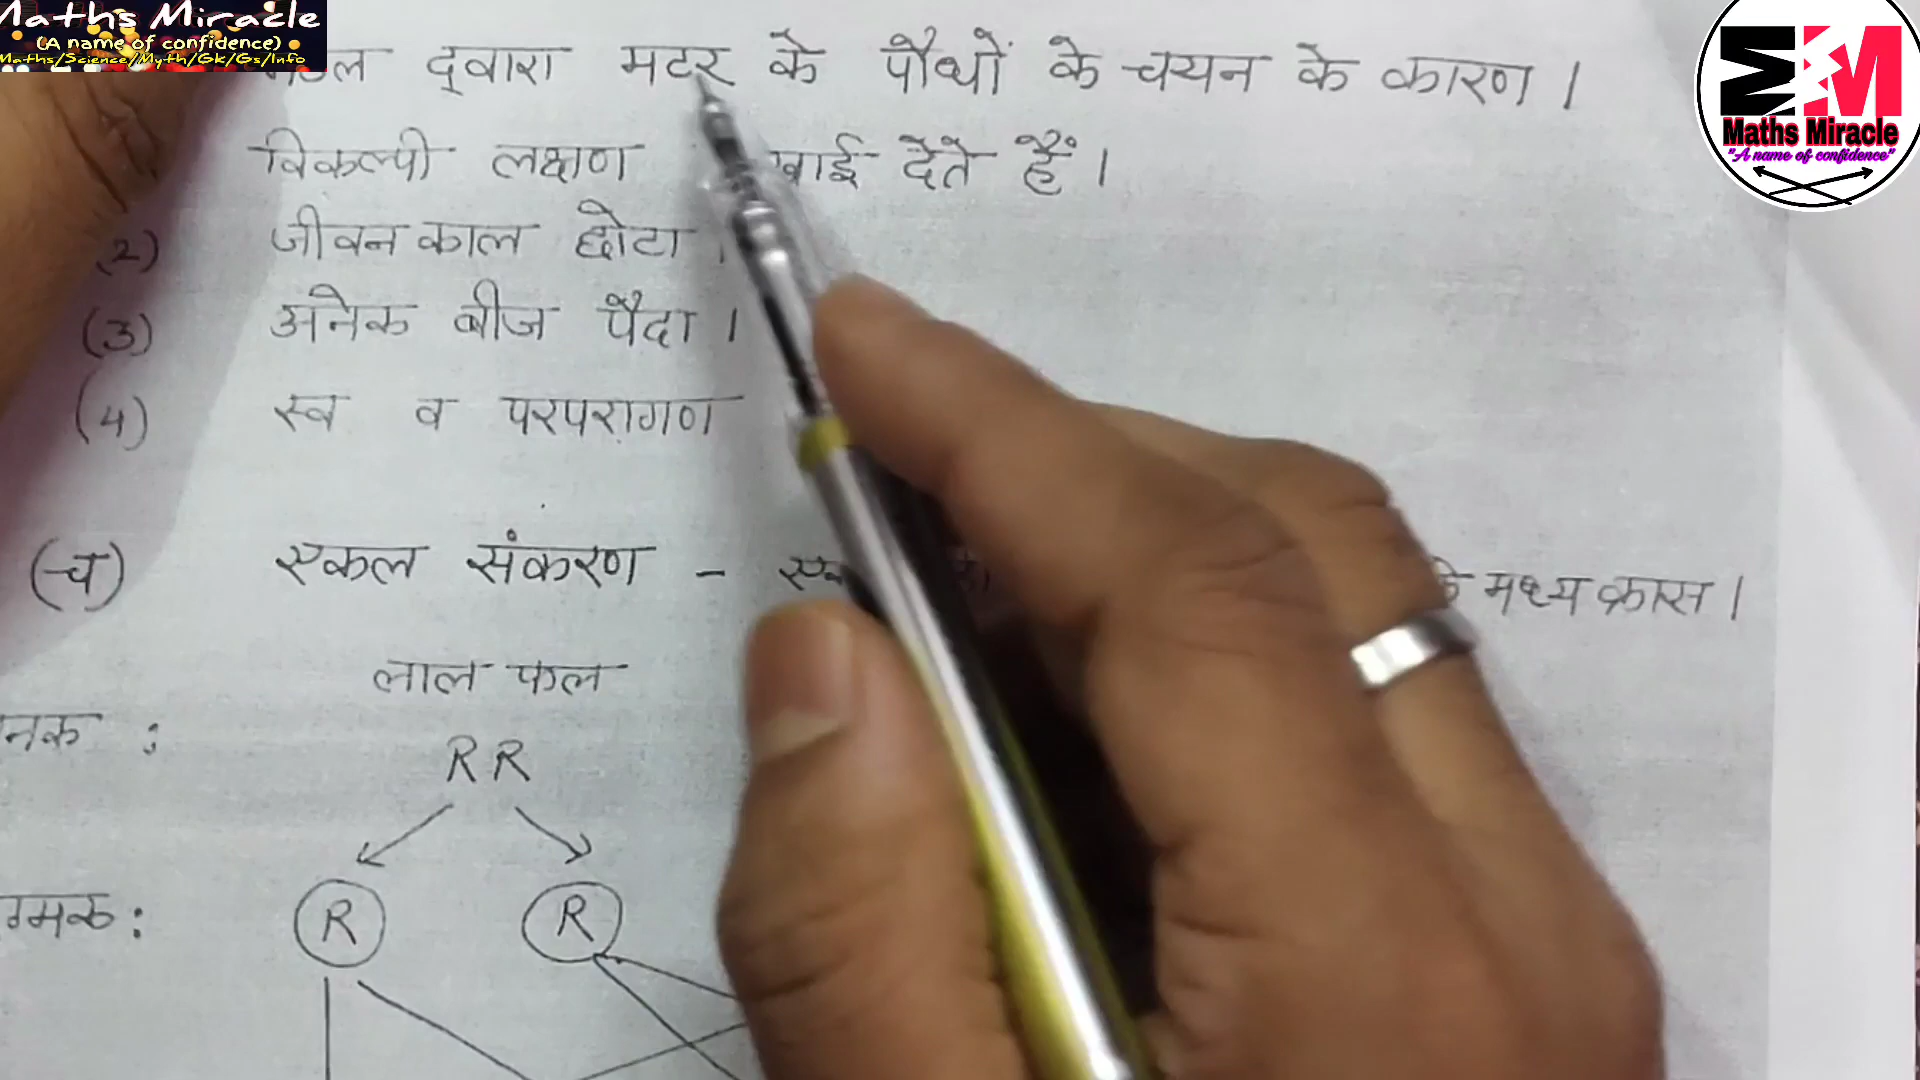 Maths Miracle
(A name of confidence)
Maths/Science/Myth/GK/Gs/Info
द्वारा मटर के पौधों के चयन के कारण ।
विकल्पी लक्षण देते हैं ।
(2) जीवन काल छोटा ।
(3) अनेक बीज पैदा ।
(4) स्व व परपरागण
(च) एकल संकरण - के मध्य क्रास ।
लाल फल
RR
R R
Maths Miracle
"A name of confidence"